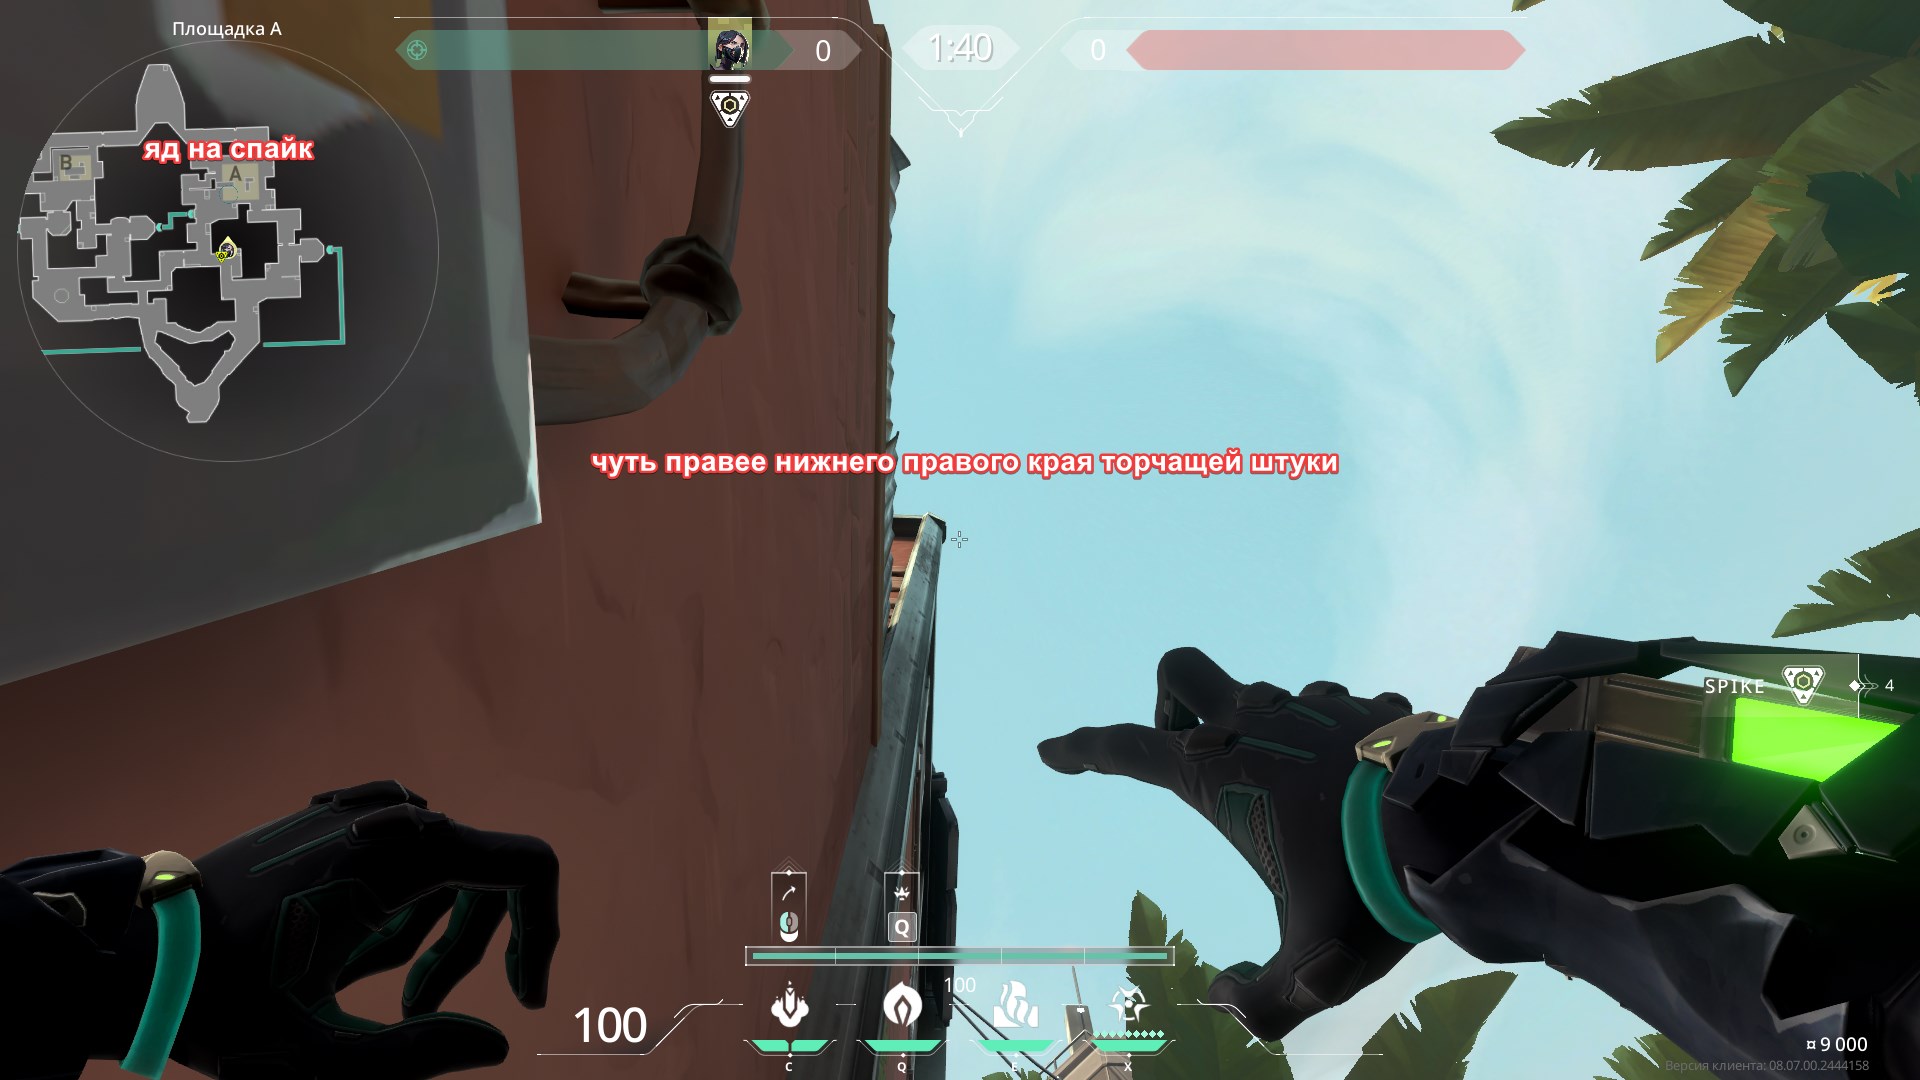 Площадка A
0
1:40
0
B
яд на спайк
A
чуть правее нижнего правого края торчащей штуки
SPIKE
4
Q
100
100
C
Q
E
X
¤ 9 000
Версия клиента: 08.07.00.2444158